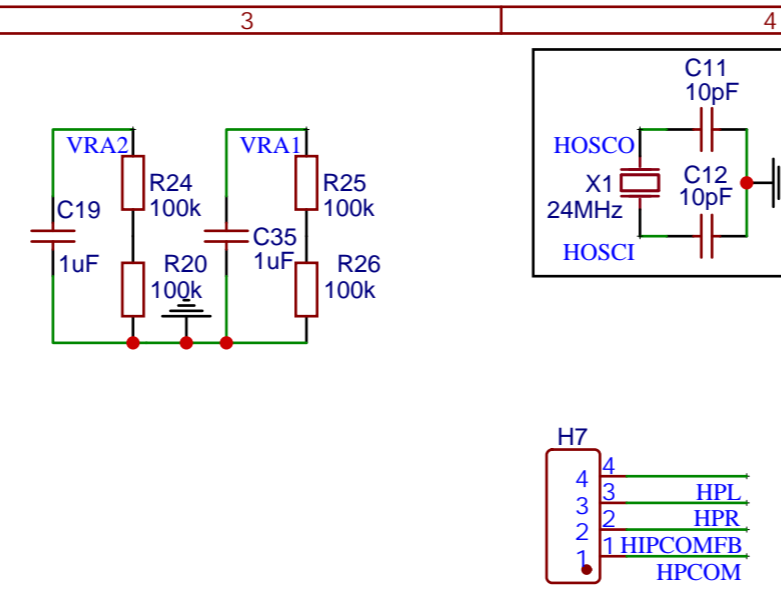 3
4
VRA2
R24
100k
C19
1uF
R20
100k
VRA1
R25
100k
C35
1uF
R26
100k
C11
10pF
HOSCO
X1
24MHz
C12
10pF
HOSCI
H7
4
4
3
HPL
3
2
HPR
2
1
HIPCOMFB
1
HPCOM